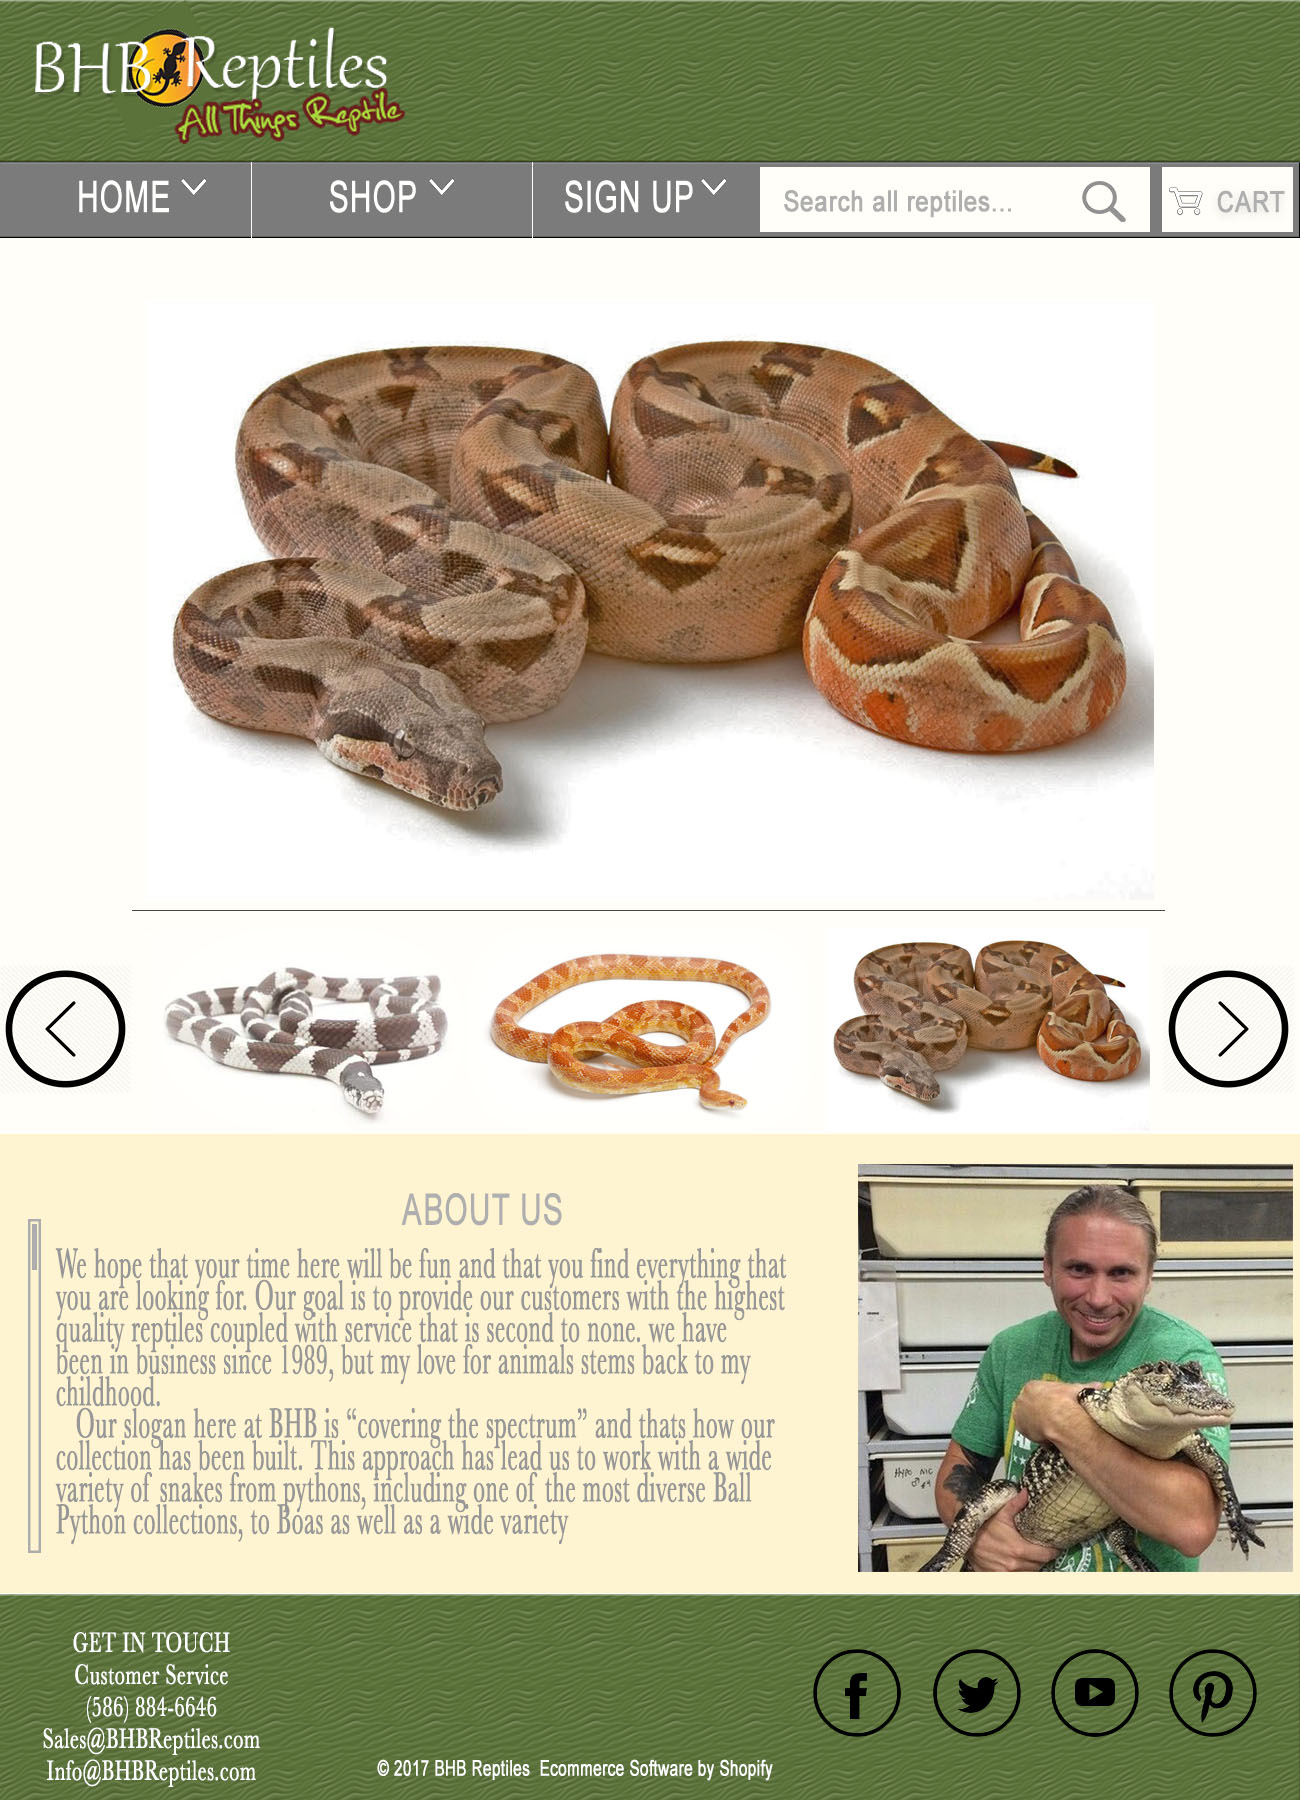 BHB Reptiles
All Things Reptile
HOME
SHOP
SIGN UP
Search all reptiles...
CART
ABOUT US
We hope that your time here will be fun and that you find everything that
you are looking for. Our goal is to provide our customers with the highest
quality reptiles coupled with service that is second to none. we have
been in business since 1989, but my love for animals stems back to my
childhood.
Our slogan here at BHB is “covering the spectrum” and thats how our
collection has been built. This approach has lead us to work with a wide
variety of snakes from pythons, including one of the most diverse Ball
Python collections, to Boas as well as a wide variety
HYPO NIC
GET IN TOUCH
Customer Service
(586) 884-6646
Sales@BHBReptiles.com
Info@BHBReptiles.com
© 2017 BHB Reptiles Ecommerce Software by Shopify